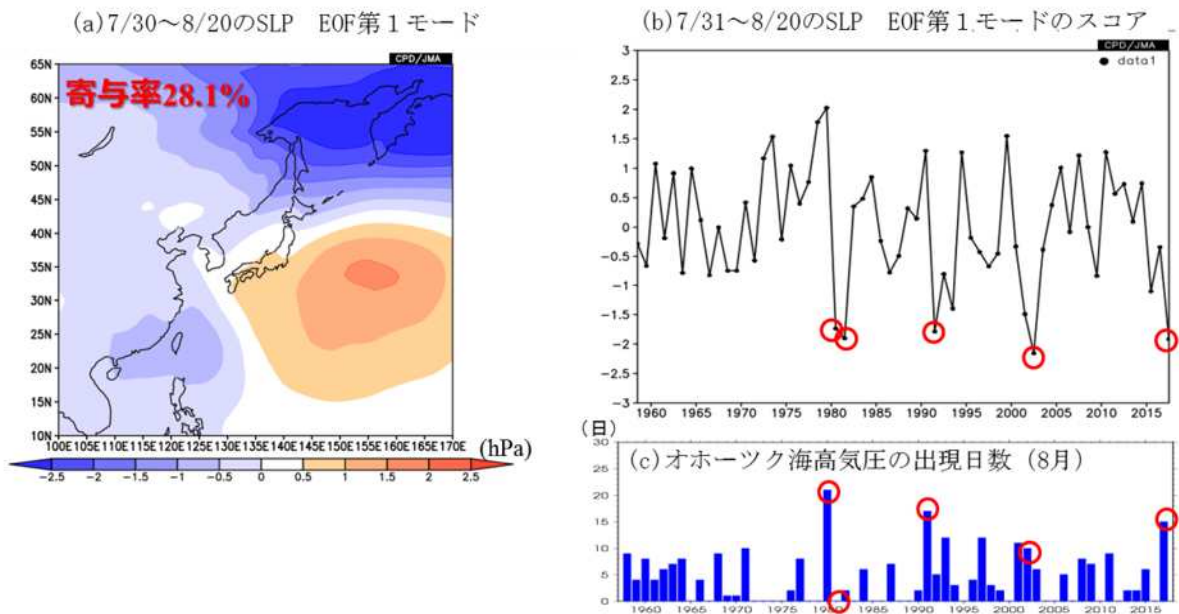 (a)7/30～8/20のSLP　EOF第１モード
CPD/JMA
寄与率28.1%
65N
60N
55N
50N
45N
40N
35N
30N
25N
20N
15N
10N
100E 105E 110E 115E 120E 125E 130E 135E 140E 145E 150E 155E 160E 165E 170E
(hPa)
-2.5 -2 -1.5 -1 -0.5 0 0.5 1 1.5 2 2.5
(b)7/31～8/20のSLP　EOF第１モードのスコア
CPD/JMA
data1
3
2.5
2
1.5
1
0.5
0
-0.5
-1
-1.5
-2
-2.5
-3
1960 1965 1970 1975 1980 1985 1990 1995 2000 2005 2010 2015
(日)
(c)オホーツク海高気圧の出現日数（8月）
30
25
20
15
10
5
0
1960 1965 1970 1975 1980 1985 1990 1995 2000 2005 2010 2015